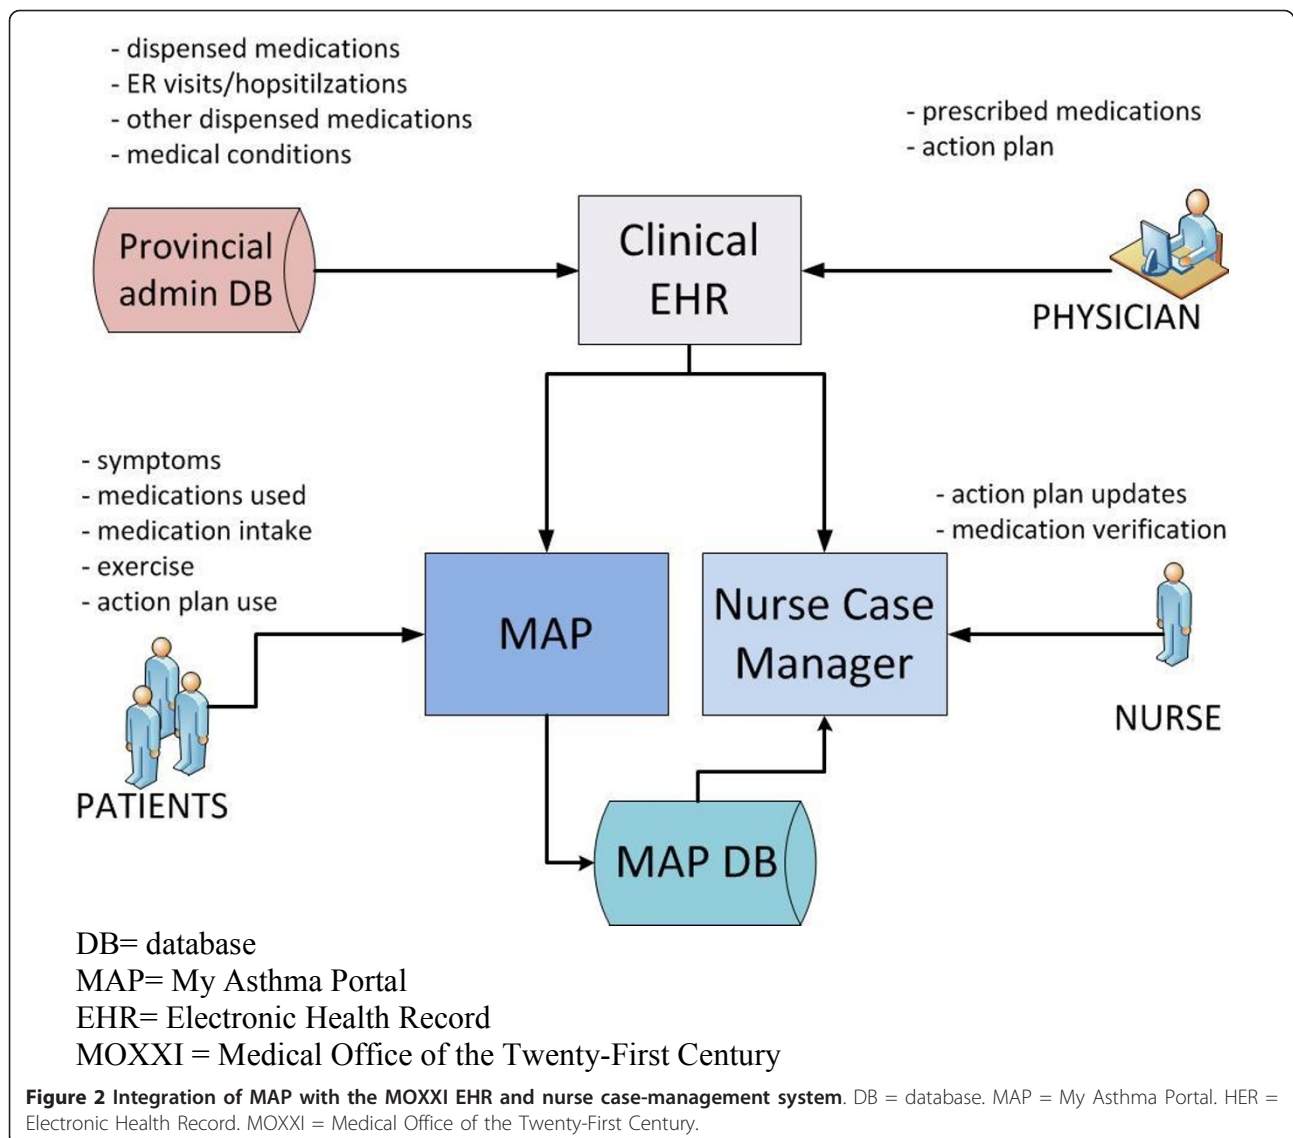 - dispensed medications
- ER visits/hopsitilzations
- other dispensed medications
- medical conditions
- prescribed medications
- action plan
Provincial
admin DB
Clinical
EHR
PHYSICIAN
- symptoms
- medications used
- medication intake
- exercise
- action plan use
- action plan updates
- medication verification
MAP
Nurse Case
Manager
PATIENTS
NURSE
MAP DB
DB= database
MAP= My Asthma Portal
EHR= Electronic Health Record
MOXXI = Medical Office of the Twenty-First Century
Figure 2 Integration of MAP with the MOXXI EHR and nurse case-management system. DB = database. MAP = My Asthma Portal. HER =
Electronic Health Record. MOXXI = Medical Office of the Twenty-First Century.